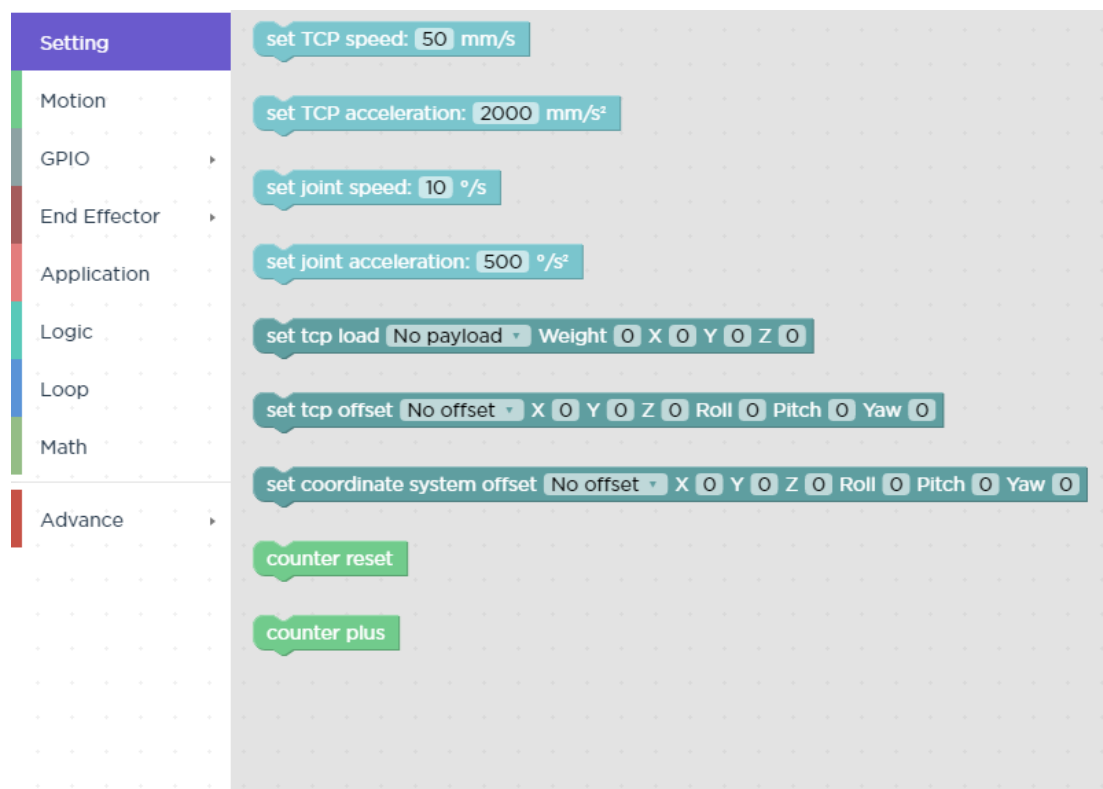 Setting
Motion
GPIO
End Effector
Application
Logic
Loop
Math
Advance
set TCP speed: 50 mm/s
set TCP acceleration: 2000 mm/s²
set joint speed: 10 °/s
set joint acceleration: 500 °/s²
set tcp load No payload Weight 0 X 0 Y 0 Z 0
set tcp offset No offset X 0 Y 0 Z 0 Roll 0 Pitch 0 Yaw 0
set coordinate system offset No offset X 0 Y 0 Z 0 Roll 0 Pitch 0 Yaw 0
counter reset
counter plus